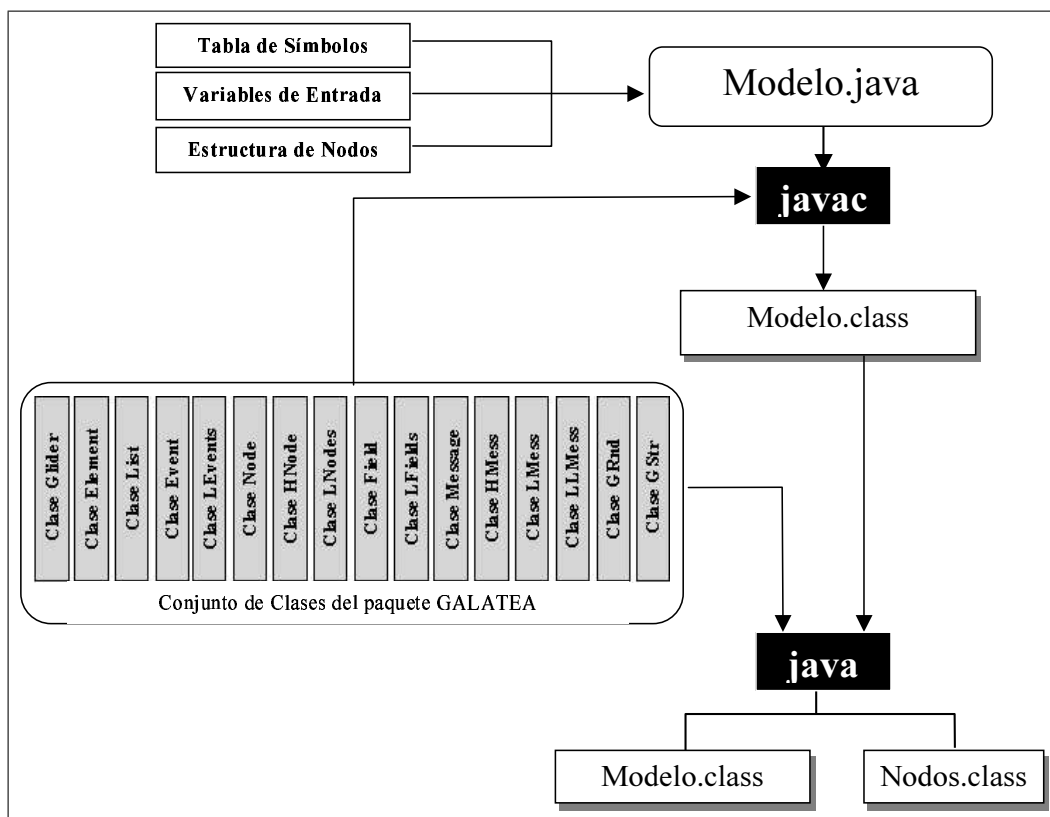 Tabla de Símbolos
Variables de Entrada
Estructura de Nodos
Modelo.java
javac
Modelo.class
Clase Glider
Clase Element
Clase List
Clase Event
Clase LEvents
Clase Node
Clase HNode
Clase LNodes
Clase Field
Clase LFields
Clase Message
Clase HMess
Clase LMess
Clase LLMess
Clase GRnd
Clase GStr
Conjunto de Clases del paquete GALATEA
java
Modelo.class
Nodos.class